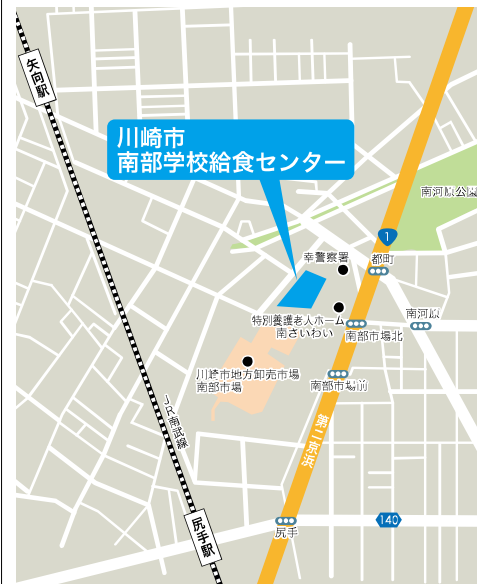 矢向駅
川崎市
南部学校給食センター
南河原公園
1
幸警察署
都町
特別養護老人ホーム
南さいわい
南河原
南部市場北
川崎市地方卸売市場
南部市場
南部市場前
JR南武線
第二京浜
尻手駅
尻手
140